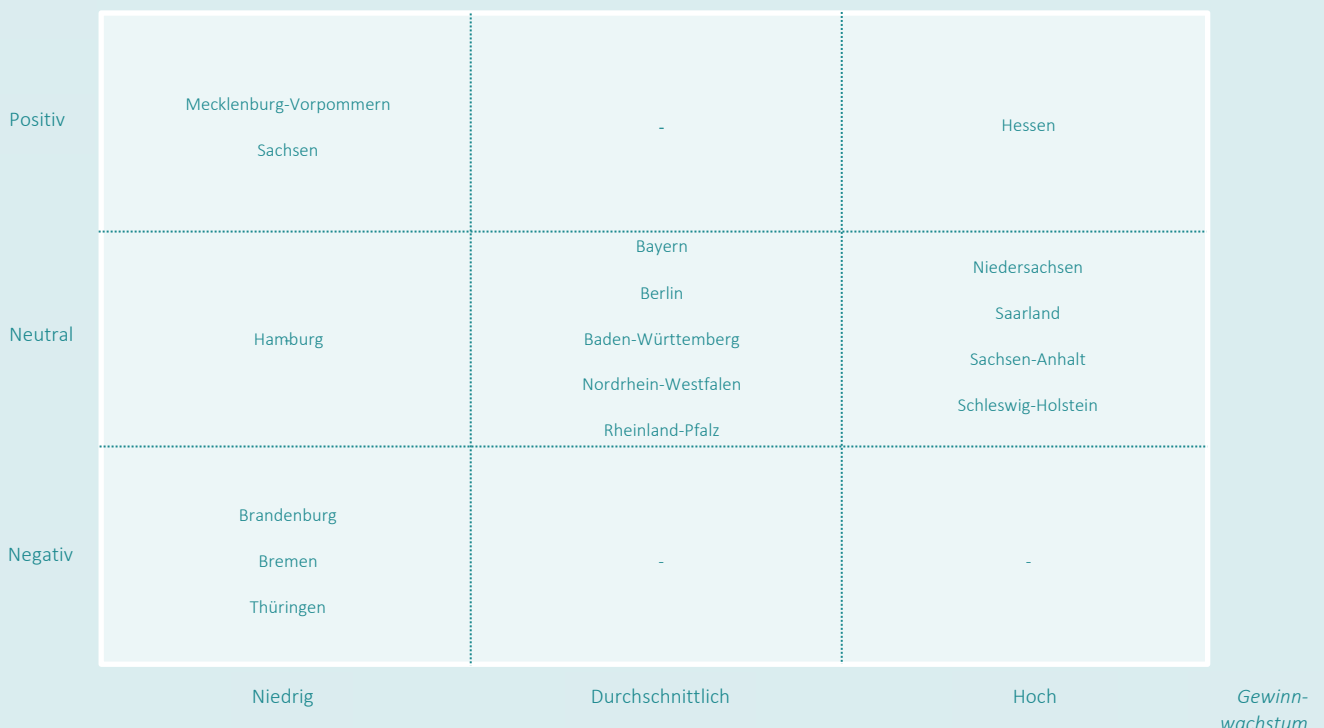 Positiv
Mecklenburg-Vorpommern
Sachsen
-
Hessen
Neutral
Hamburg
Bayern
Berlin
Baden-Württemberg
Nordrhein-Westfalen
Rheinland-Pfalz
Niedersachsen
Saarland
Sachsen-Anhalt
Schleswig-Holstein
Negativ
Brandenburg
Bremen
Thüringen
-
-
Niedrig
Durchschnittlich
Hoch
Gewinn-
wachstum